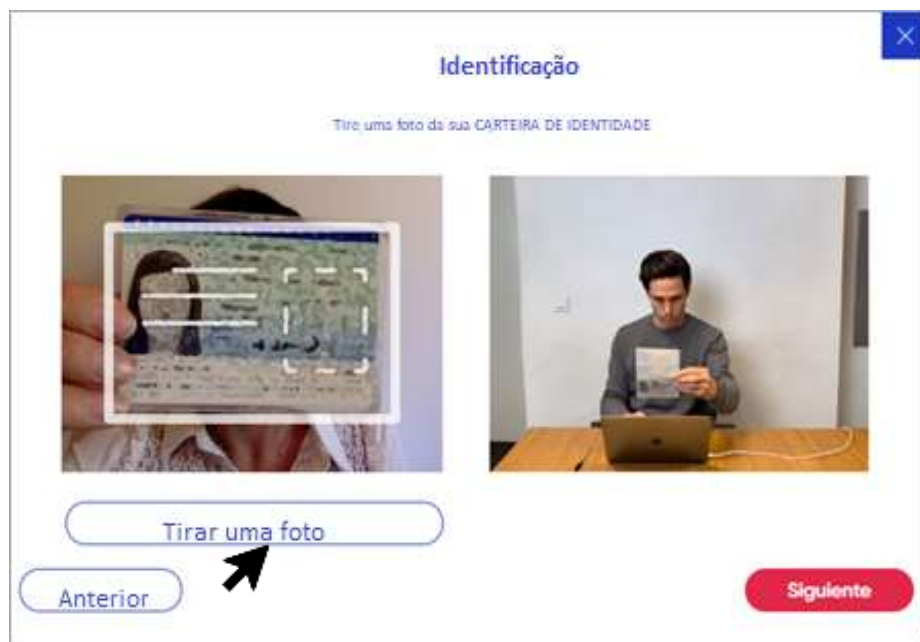 Identificação
Tire uma foto da sua CARTEIRA DE IDENTIDADE
Tirar uma foto
Anterior
Siguiente